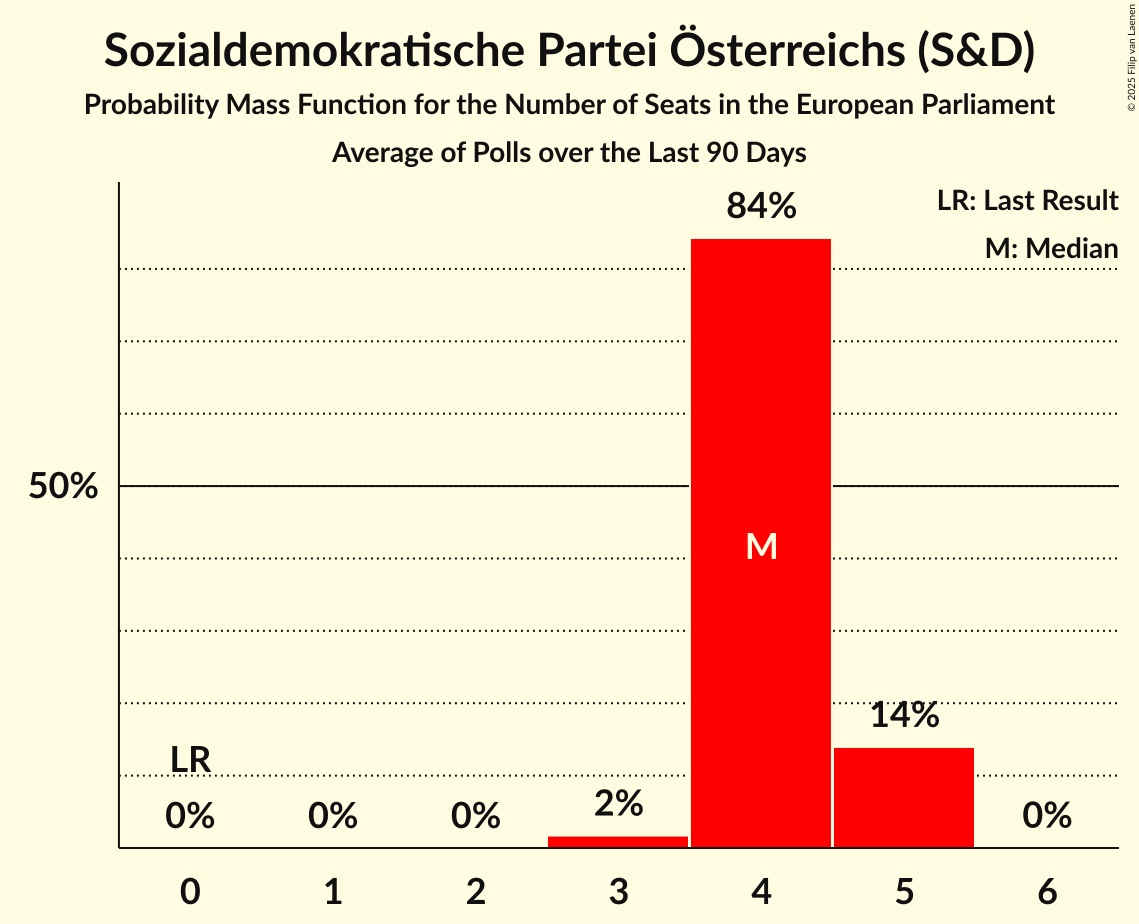 Sozialdemokratische Partei Österreichs (S&D)
Probability Mass Function for the Number of Seats in the European Parliament
Average of Polls over the Last 90 Days
© 2025 Filip van Laenen
LR: Last Result
M: Median
84%
50%
M
14%
LR
2%
0%
0%
0%
0%
0
1
2
3
4
5
6